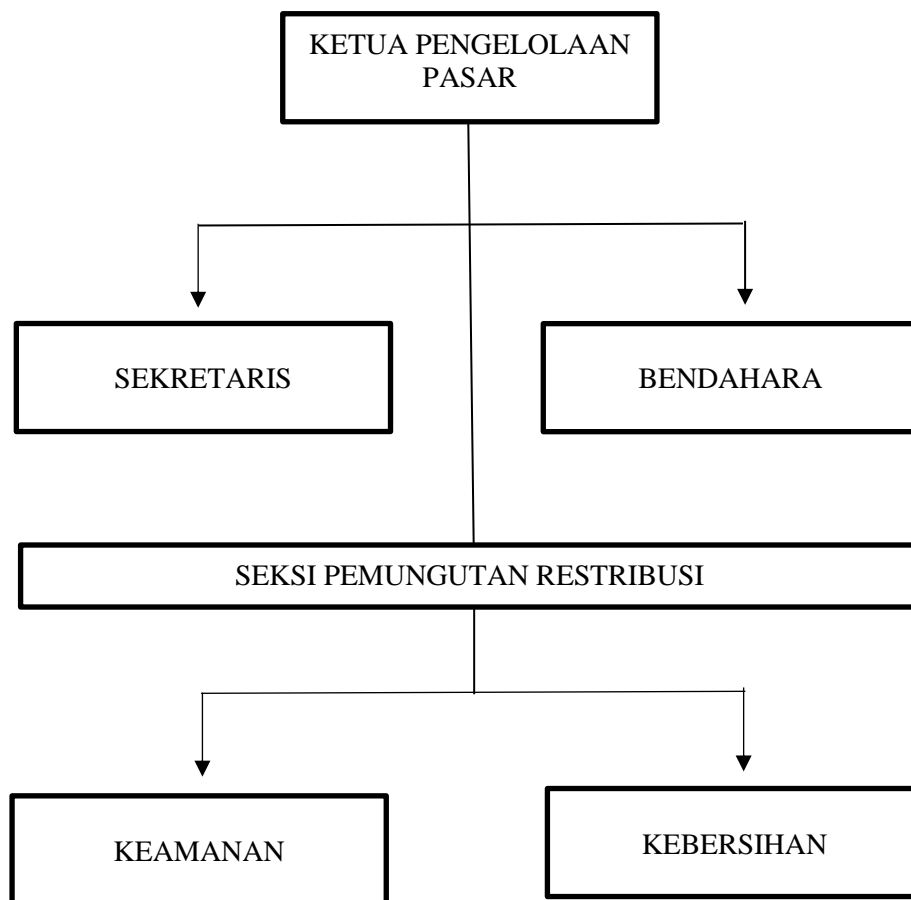 KETUA PENGELOLAAN
PASAR
SEKRETARIS
BENDAHARA
SEKSI PEMUNGUTAN RESTRIBUSI
KEAMANAN
KEBERSIHAN